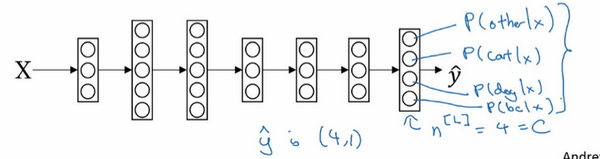 P(other|x)
P(cat|x)
X
ŷ
P(dog|x)
P(bc|x)
n^[L] = 4 = C
ŷ is (4,1)
Andre